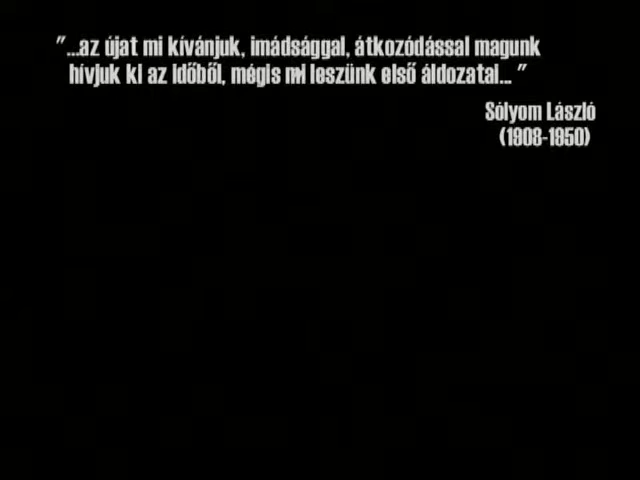 "...az újat mi kívánjuk, imádsággal, átkozódással magunk
hívjuk ki az időből, mégis mi leszünk első áldozatai... "
Sólyom László
(1908-1950)